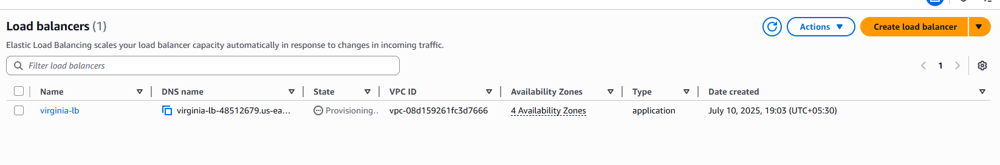 Load balancers (1)
Actions
Create load balancer
Elastic Load Balancing scales your load balancer capacity automatically in response to changes in incoming traffic.
Filter load balancers
1
Name DNS name State VPC ID Availability Zones Type Date created
virginia-lb virginia-lb-48512679.us-ea... Provisioning.. vpc-08d159261fc3d7666 4 Availability Zones application July 10, 2025, 19:03 (UTC+05:30)